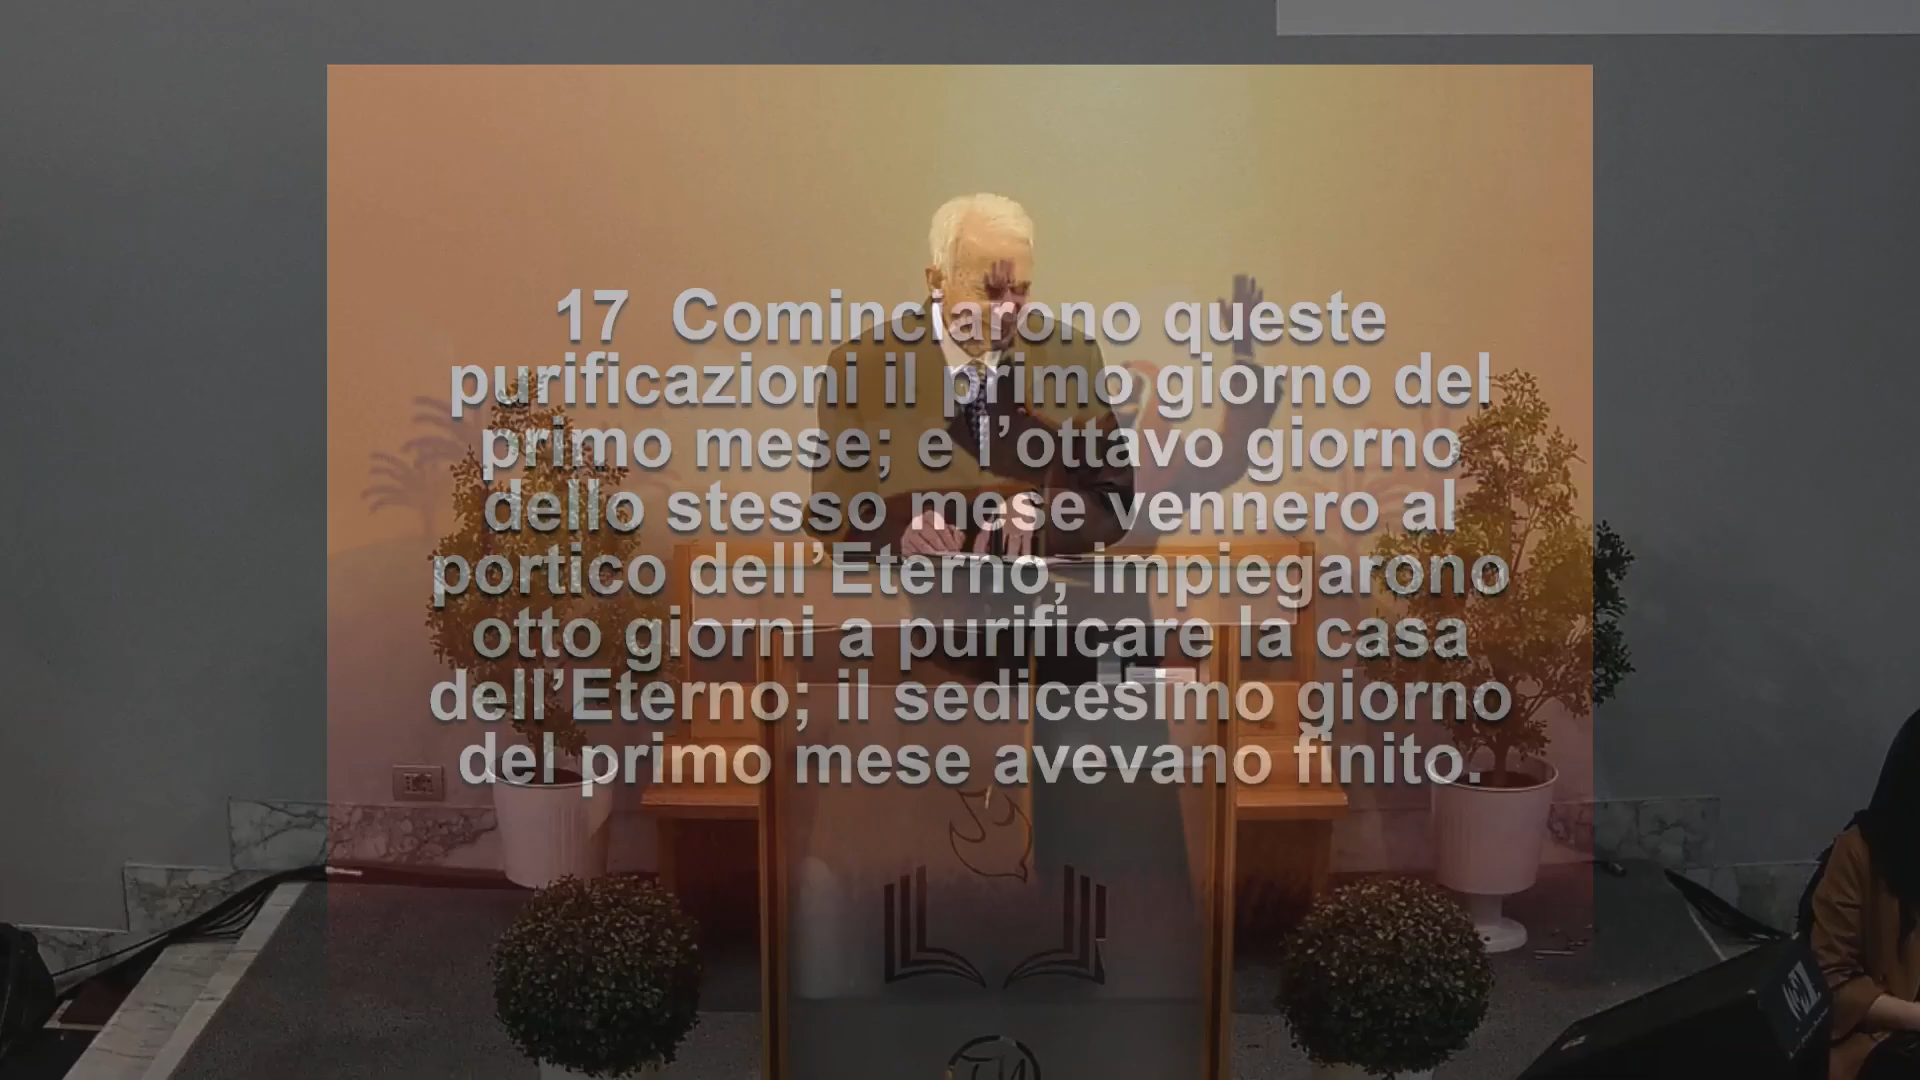 17 Cominciarono queste
purificazioni il primo giorno del
primo mese; e l’ottavo giorno
dello stesso mese vennero al
portico dell’Eterno, impiegarono
otto giorni a purificare la casa
dell’Eterno; il sedicesimo giorno
del primo mese avevano finito.